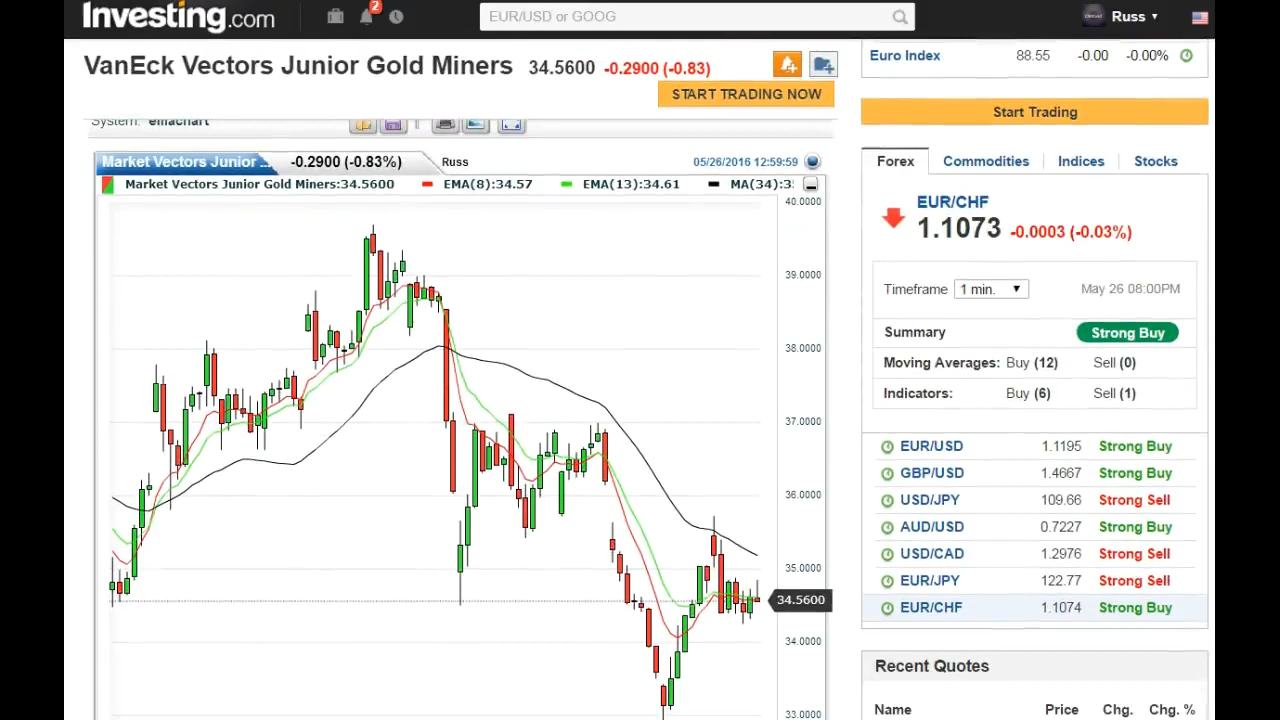 Investing.com
2
EUR/USD or GOOG
Russ
VanEck Vectors Junior Gold Miners 34.5600 -0.2900 (-0.83)
START TRADING NOW
System: emachart
Market Vectors Junior ... -0.2900 (-0.83%) Russ 05/26/2016 12:59:59
Market Vectors Junior Gold Miners:34.5600 EMA(8):34.57 EMA(13):34.61 MA(34):3
40.0000
39.0000
38.0000
37.0000
36.0000
35.0000
34.5600
34.0000
33.0000
Euro Index 88.55 -0.00 -0.00%
Start Trading
Forex Commodities Indices Stocks
EUR/CHF
1.1073 -0.0003 (-0.03%)
Timeframe 1 min. May 26 08:00PM
Summary Strong Buy
Moving Averages: Buy (12) Sell (0)
Indicators: Buy (6) Sell (1)
EUR/USD 1.1195 Strong Buy
GBP/USD 1.4667 Strong Buy
USD/JPY 109.66 Strong Sell
AUD/USD 0.7227 Strong Buy
USD/CAD 1.2976 Strong Sell
EUR/JPY 122.77 Strong Sell
EUR/CHF 1.1074 Strong Buy
Recent Quotes
Name Price Chg. Chg. %